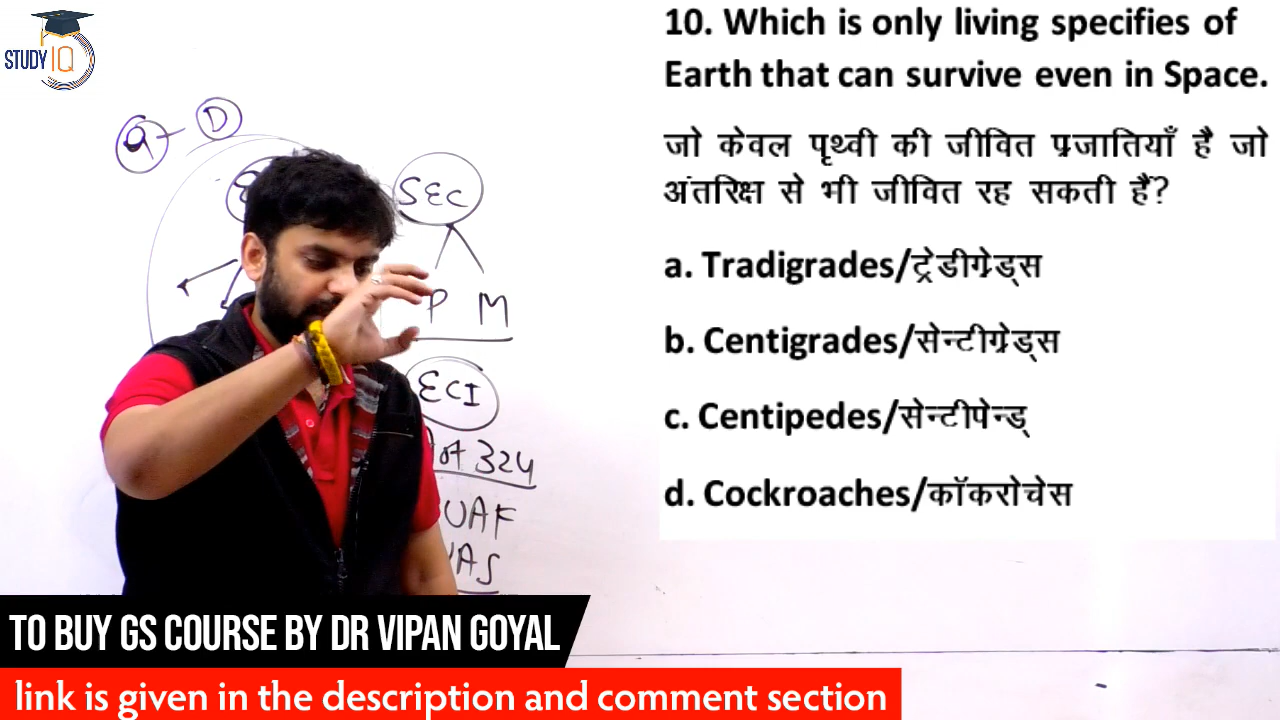 STUDY IQ
a - D
SEC
P M
ECI
324
UAF
10. Which is only living specifies of
Earth that can survive even in Space.
जो केवल पृथ्वी की जीवित प्रजातियाँ है जो
अंतरिक्ष से भी जीवित रह सकती हैं?
a. Tradigrades/ट्रेडीग्रेड्स
b. Centigrades/सेन्टीग्रेड्स
c. Centipedes/सेन्टीपेन्ड्
d. Cockroaches/कॉकरोचेस
TO BUY GS COURSE BY DR VIPAN GOYAL
link is given in the description and comment section